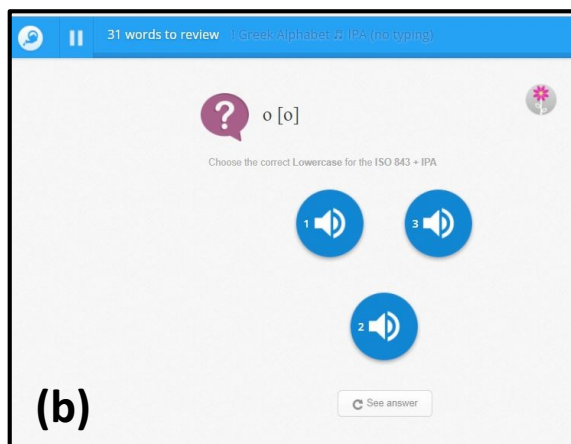 31 words to review 1 Greek Alphabet ♫ IPA (no typing)
? o [o]
Choose the correct Lowercase for the ISO 843 + IPA
1 3
2
See answer
(b)